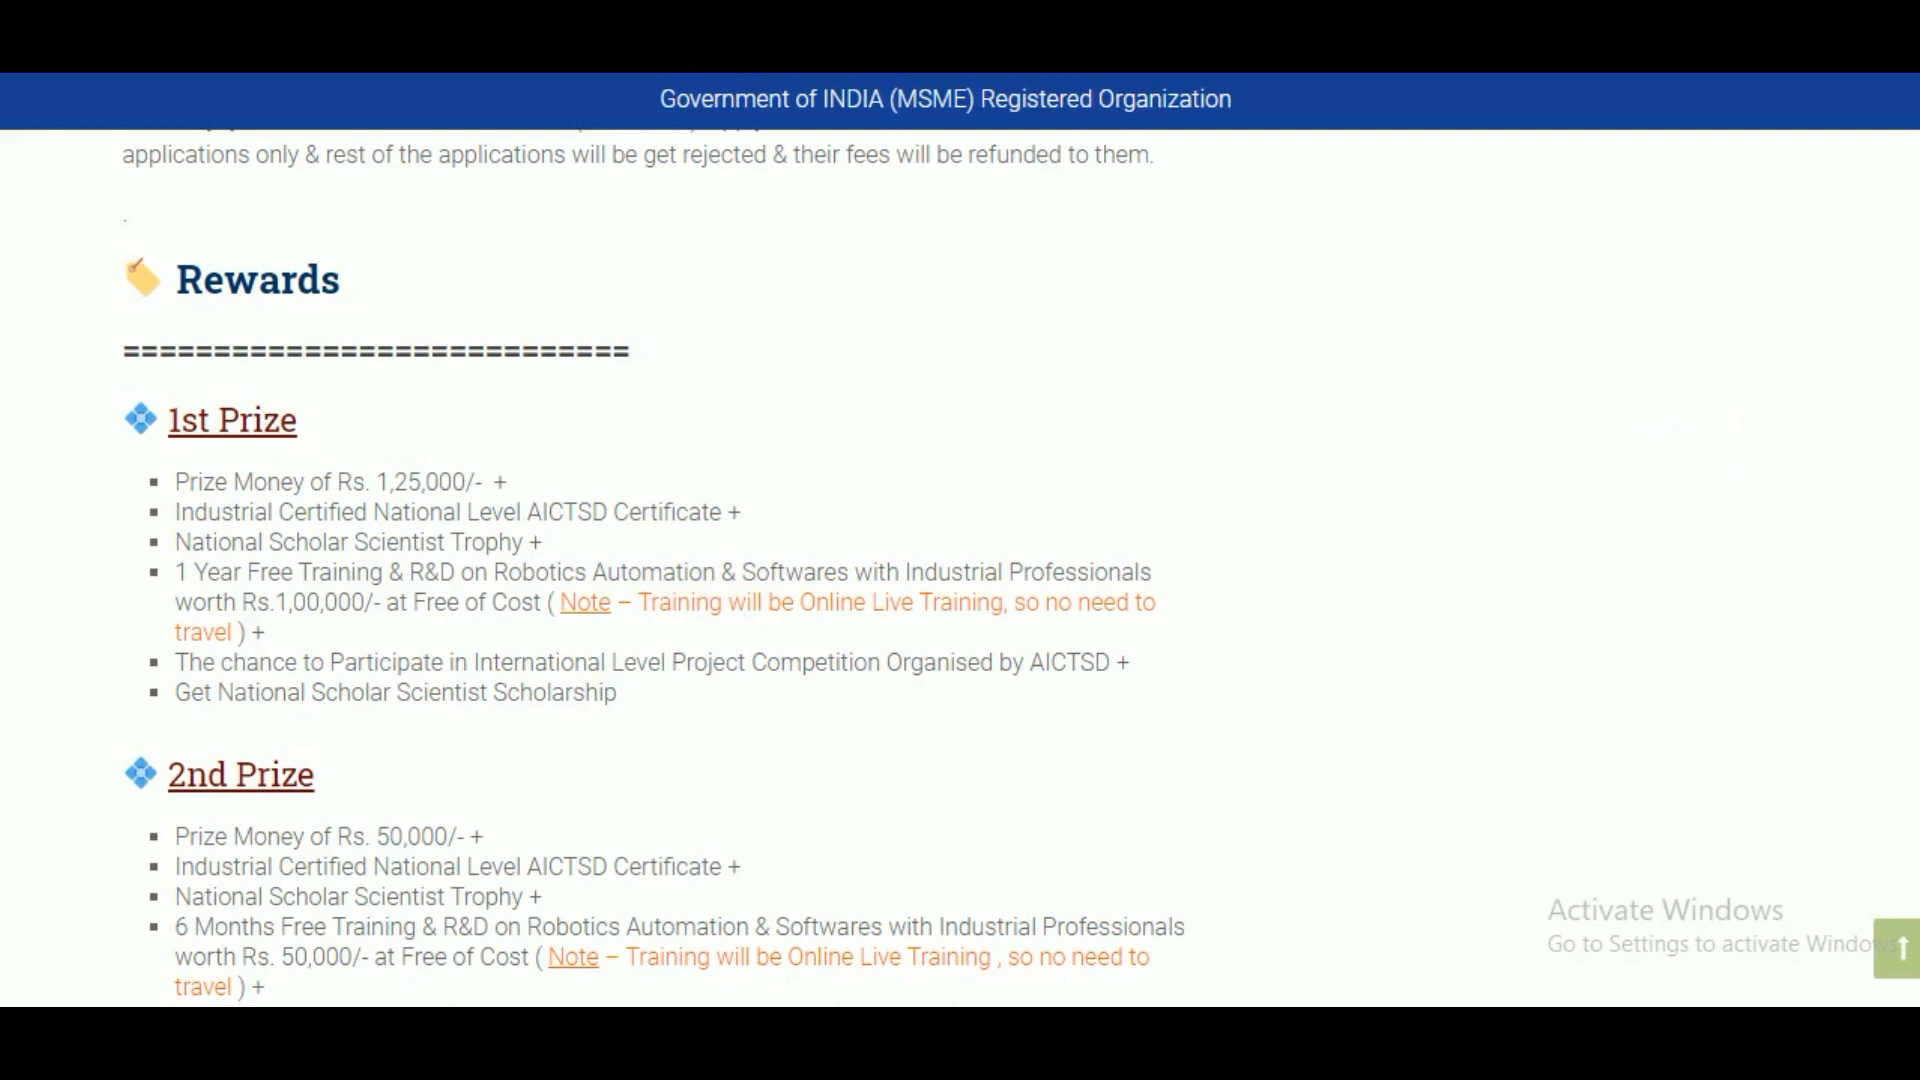 Government of INDIA (MSME) Registered Organization
applications only & rest of the applications will be get rejected & their fees will be refunded to them.
.
Rewards
============================
1st Prize
▪ Prize Money of Rs. 1,25,000/- +
▪ Industrial Certified National Level AICTSD Certificate +
▪ National Scholar Scientist Trophy +
▪ 1 Year Free Training & R&D on Robotics Automation & Softwares with Industrial Professionals
worth Rs.1,00,000/- at Free of Cost ( Note – Training will be Online Live Training, so no need to
travel ) +
▪ The chance to Participate in International Level Project Competition Organised by AICTSD +
▪ Get National Scholar Scientist Scholarship
2nd Prize
▪ Prize Money of Rs. 50,000/- +
▪ Industrial Certified National Level AICTSD Certificate +
▪ National Scholar Scientist Trophy +
▪ 6 Months Free Training & R&D on Robotics Automation & Softwares with Industrial Professionals
worth Rs. 50,000/- at Free of Cost ( Note – Training will be Online Live Training , so no need to
travel ) +
Activate Windows
Go to Settings to activate Windows